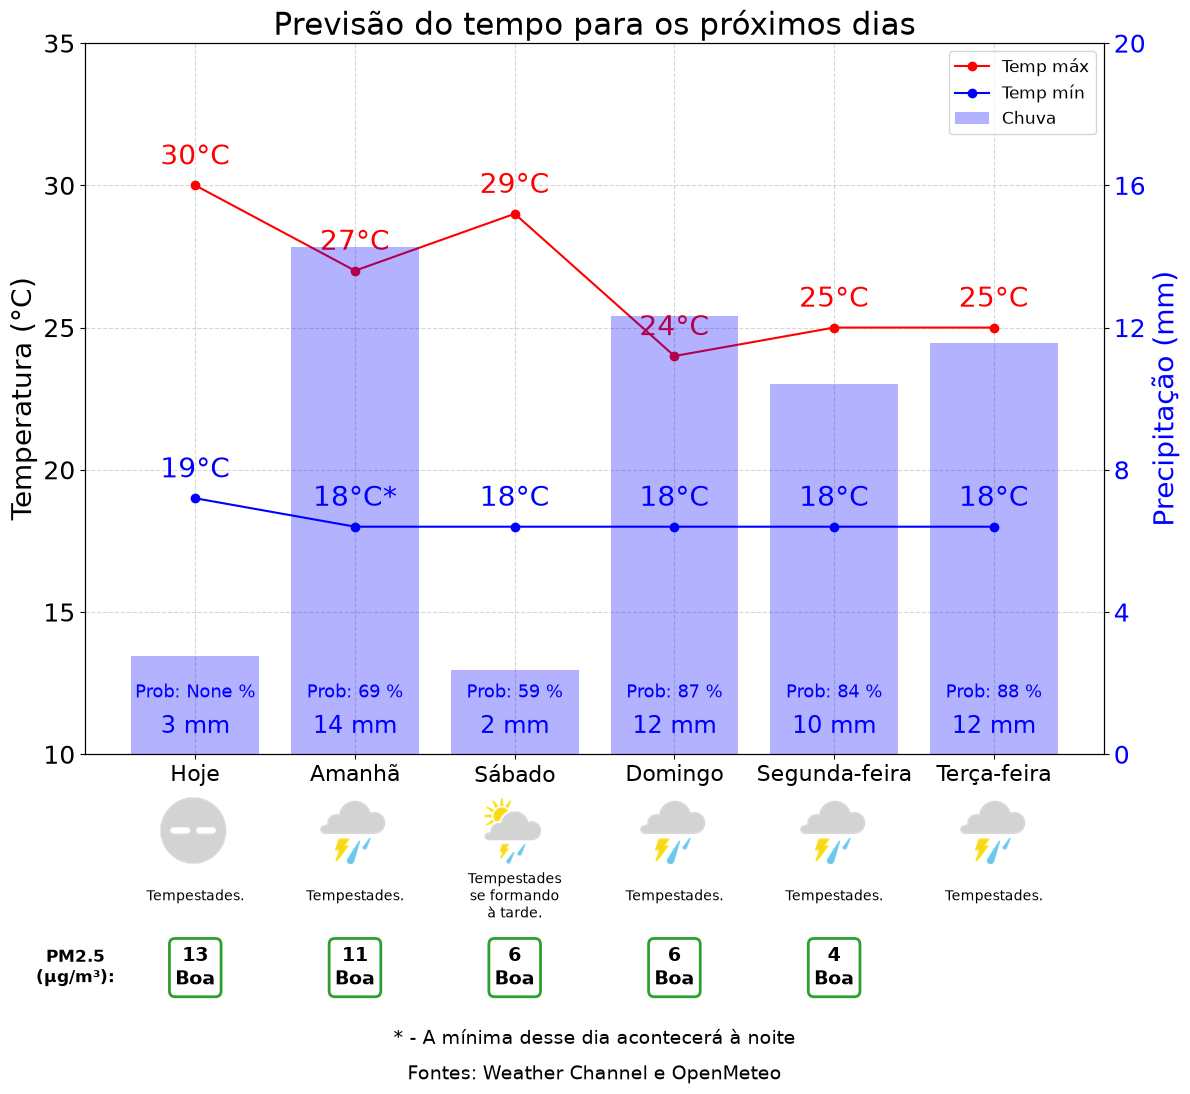 Previsão do tempo para os próximos dias
35
30
25
20
15
10
Temperatura (°C)
20
16
12
8
4
0
Precipitação (mm)
Temp máx
Temp mín
Chuva
30°C
27°C
29°C
24°C
25°C
25°C
19°C
18°C*
18°C
18°C
18°C
18°C
Prob: None %
Prob: 69 %
Prob: 59 %
Prob: 87 %
Prob: 84 %
Prob: 88 %
3 mm
14 mm
2 mm
12 mm
10 mm
12 mm
Hoje
Amanhã
Sábado
Domingo
Segunda-feira
Terça-feira
Tempestades.
Tempestades.
Tempestades
se formando
à tarde.
Tempestades.
Tempestades.
Tempestades.
PM2.5
(µg/m³):
13
Boa
11
Boa
6
Boa
6
Boa
4
Boa
* - A mínima desse dia acontecerá à noite
Fontes: Weather Channel e OpenMeteo